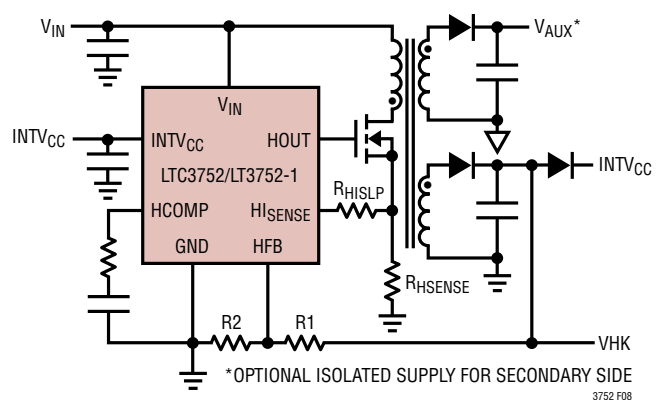 VIN
VAUX*
VIN
INTVCC
INTVCC
HOUT
INTVCC
LTC3752/LT3752-1
RHISLP
HCOMP
HISENSE
GND
HFB
RHSENSE
R2
R1
VHK
*OPTIONAL ISOLATED SUPPLY FOR SECONDARY SIDE
3752 F08